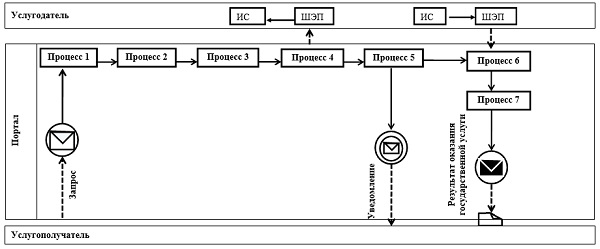 Услугодатель
ИС
ШЭП
ИС
ШЭП
Портал
Процесс 1
Процесс 2
Процесс 3
Процесс 4
Процесс 5
Процесс 6
Процесс 7
Запрос
Уведомление
Результат оказания
государственной услуги
Услугополучатель